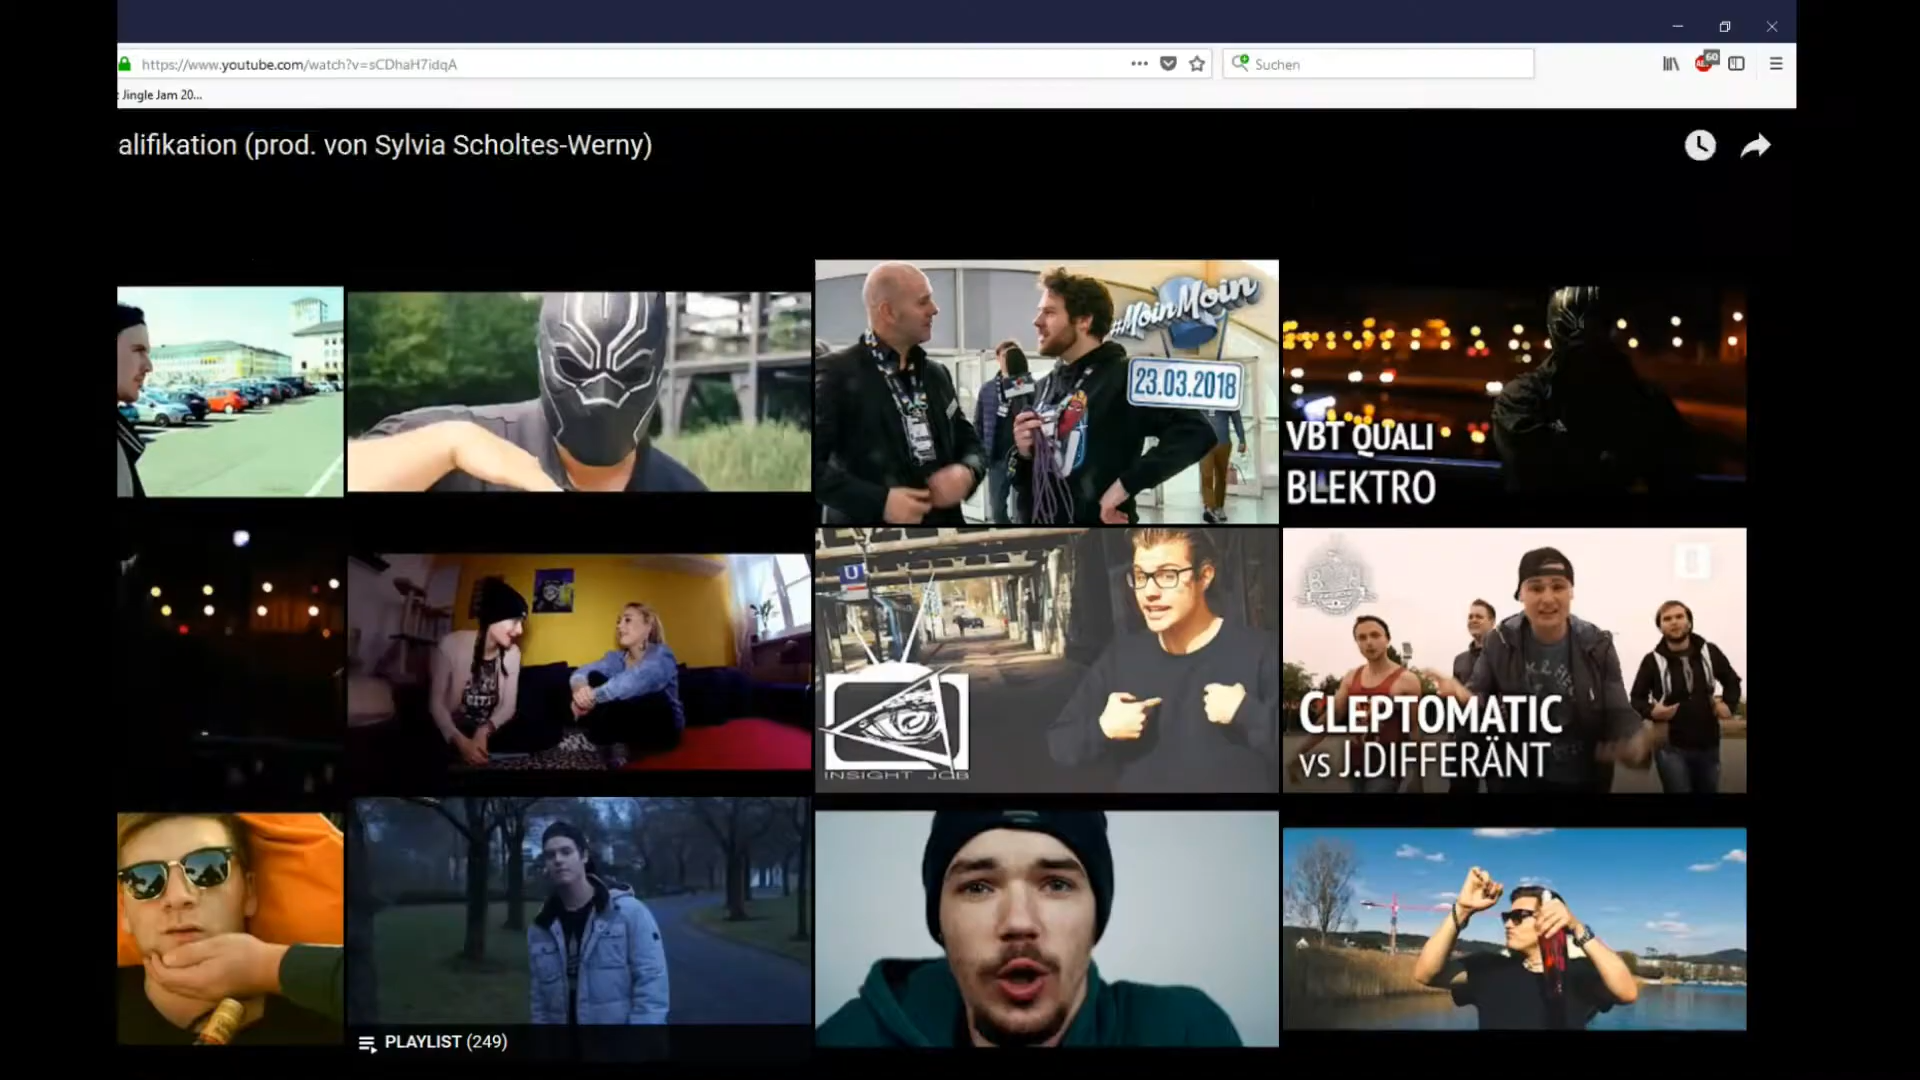 https://www.youtube.com/watch?v=sCDhaH7idqA
Suchen
60
t Jingle Jam 20...
alifikation (prod. von Sylvia Scholtes-Werny)
#MoinMoin
23.03.2018
VBT QUALI
BLEKTRO
U
INSIGHT JOB
CLEPTOMATIC
VS J.DIFFERÄNT
PLAYLIST (249)